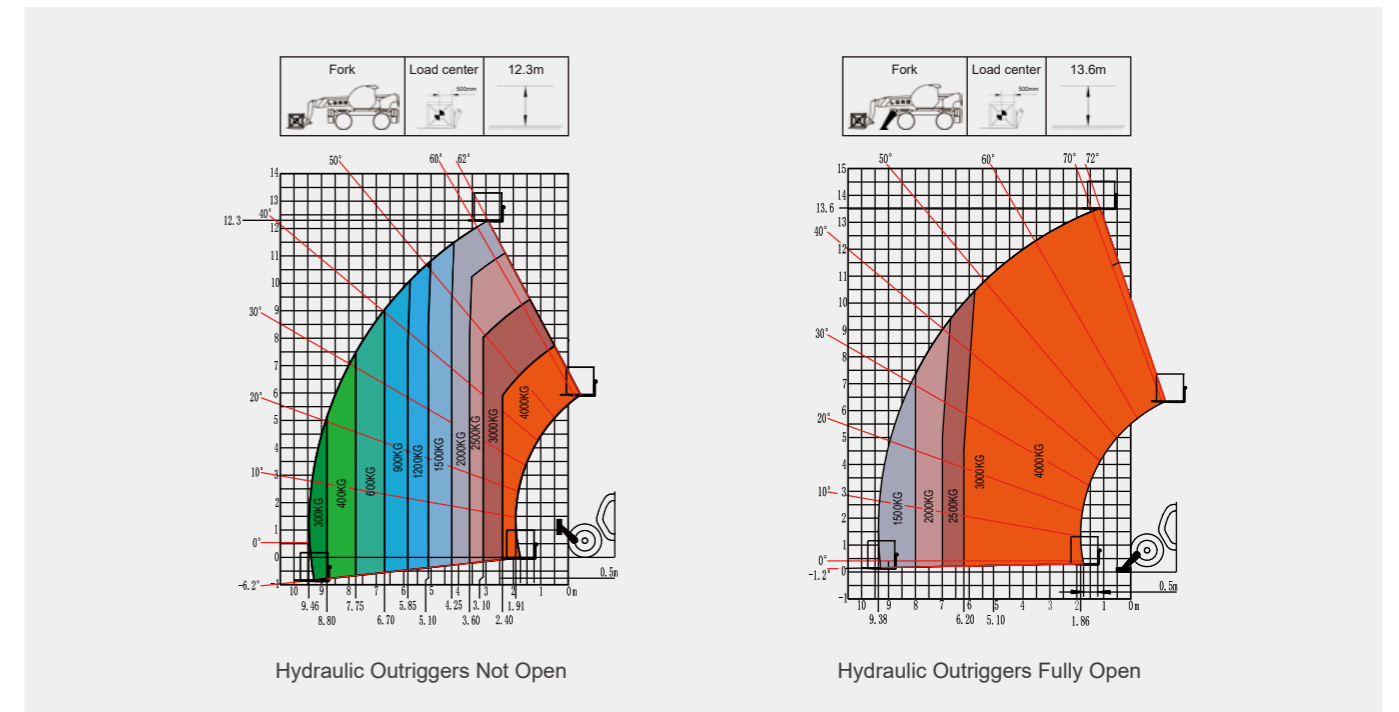 Fork Load center 12.3m
500mm
50° 60° 62°
14
13
12.3
40°
12
11
10
30°
9
8
7
6
20°
5
4
10°
3
2
1
0°
0
-6.2°
-1
300KG 400KG 600KG 900KG 1200KG 1500KG 2000KG 2500KG 3000KG 4000KG
0.5m
10 9 8 7 6 5 4 3 2 1 0m
9.46 7.75 5.85 4.25 3.10 1.91
8.80 6.70 5.10 3.60 2.40
Hydraulic Outriggers Not Open
Fork Load center 13.6m
500mm
50° 60° 70° 72°
15
14
13.6
13
40°
12
11
10
30°
9
8
7
6
20°
5
4
10°
3
2
1
0°
0
-1.2°
-1
1500KG 2000KG 2500KG 3000KG 4000KG
0.5m
10 9 8 7 6 5 4 3 2 1 0m
9.38 6.20 5.10 1.86
Hydraulic Outriggers Fully Open